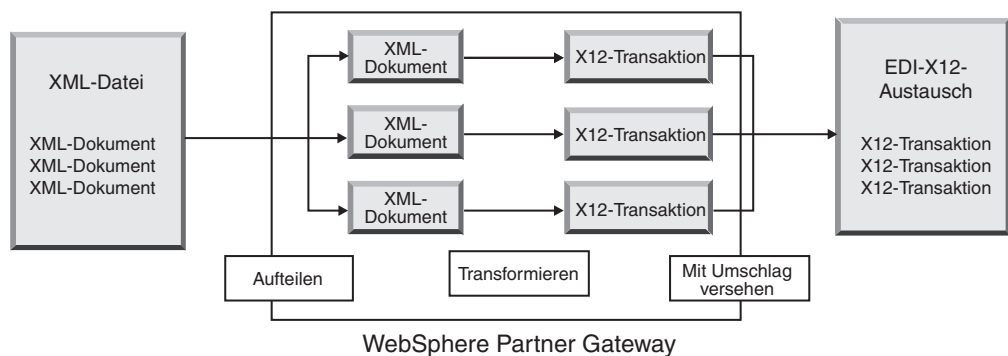 XML-Datei
XML-Dokument
XML-Dokument
XML-Dokument
XML-
Dokument
X12-Transaktion
XML-
Dokument
X12-Transaktion
XML-
Dokument
X12-Transaktion
Aufteilen
Transformieren
Mit Umschlag
versehen
EDI-X12-
Austausch
X12-Transaktion
X12-Transaktion
X12-Transaktion
WebSphere Partner Gateway